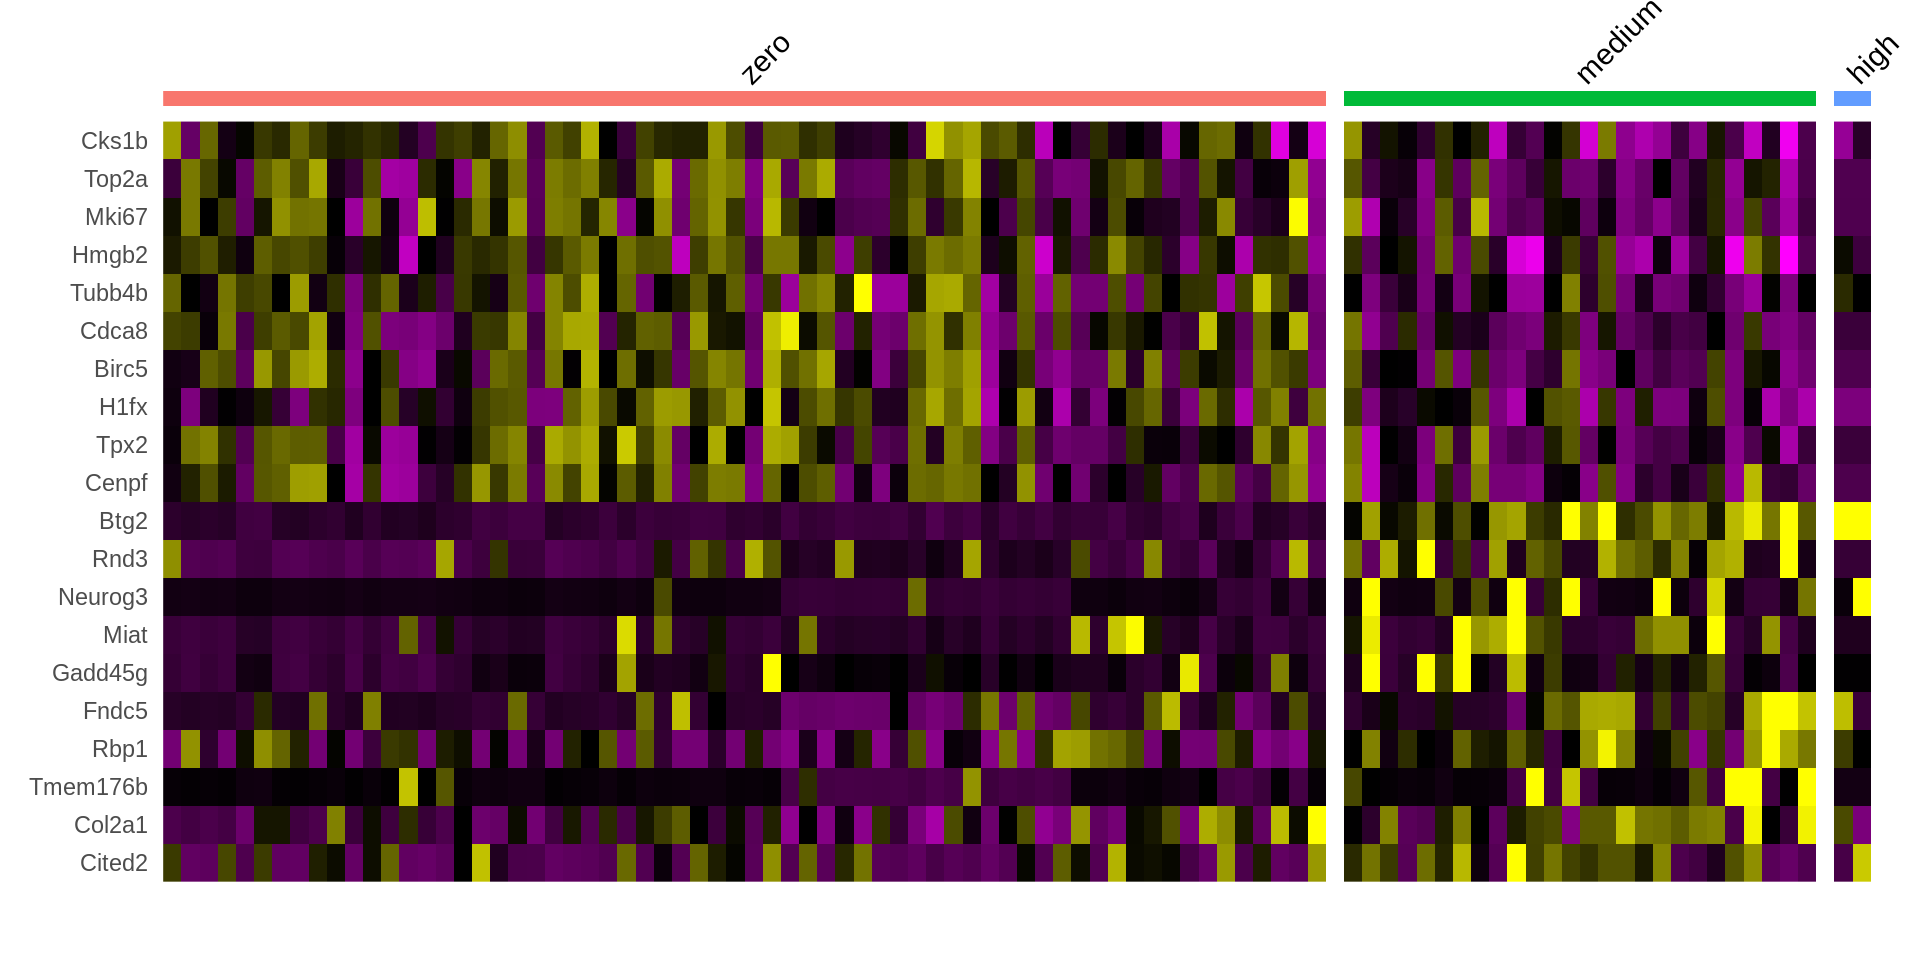 zero
medium
high
Cks1b
Top2a
Mki67
Hmgb2
Tubb4b
Cdca8
Birc5
H1fx
Tpx2
Cenpf
Btg2
Rnd3
Neurog3
Miat
Gadd45g
Fndc5
Rbp1
Tmem176b
Col2a1
Cited2